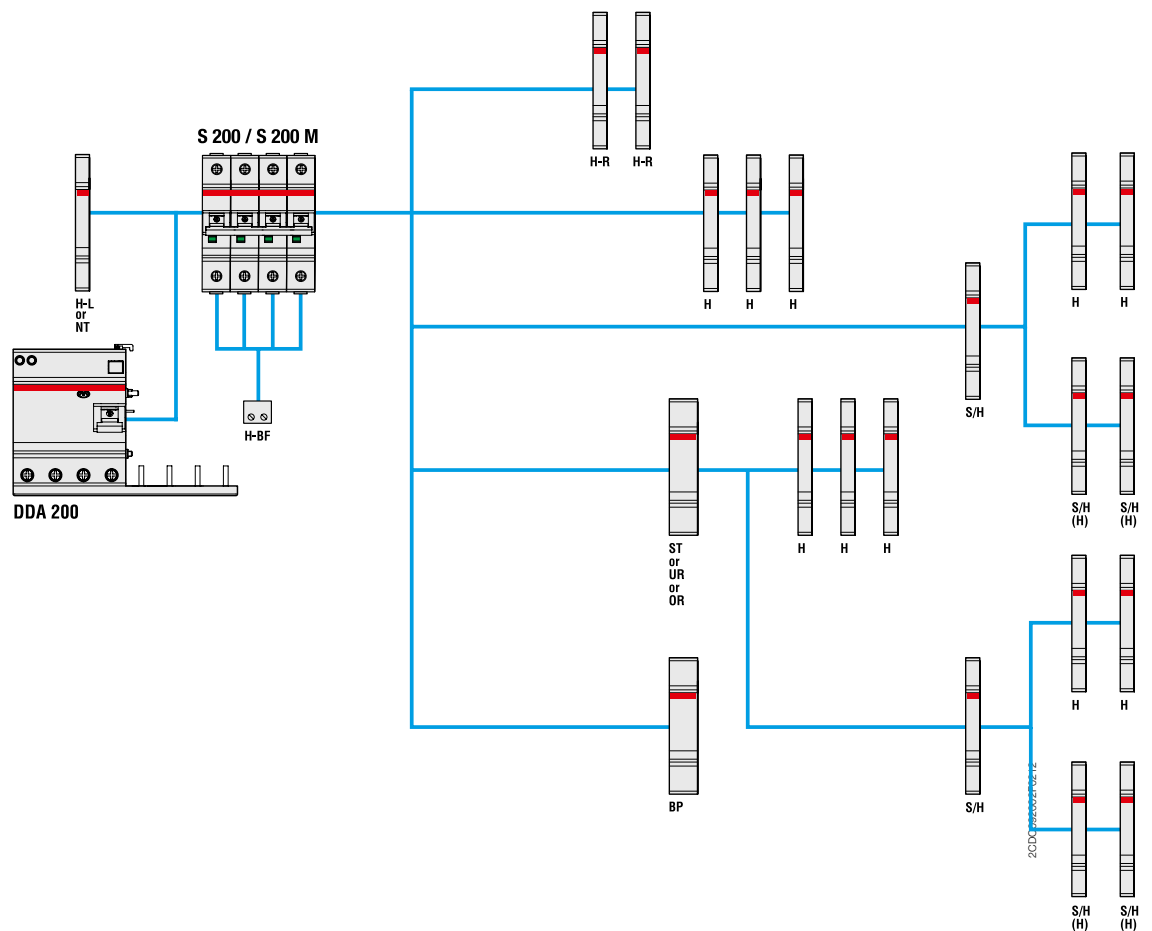 S 200 / S 200 M
H-R
H-R
H-L
or
NT
H
H
H
H
H
S/H
H-BF
DDA 200
S/H
(H)
S/H
(H)
ST
or
UR
or
OR
H
H
H
H
H
BP
S/H
S/H
(H)
S/H
(H)